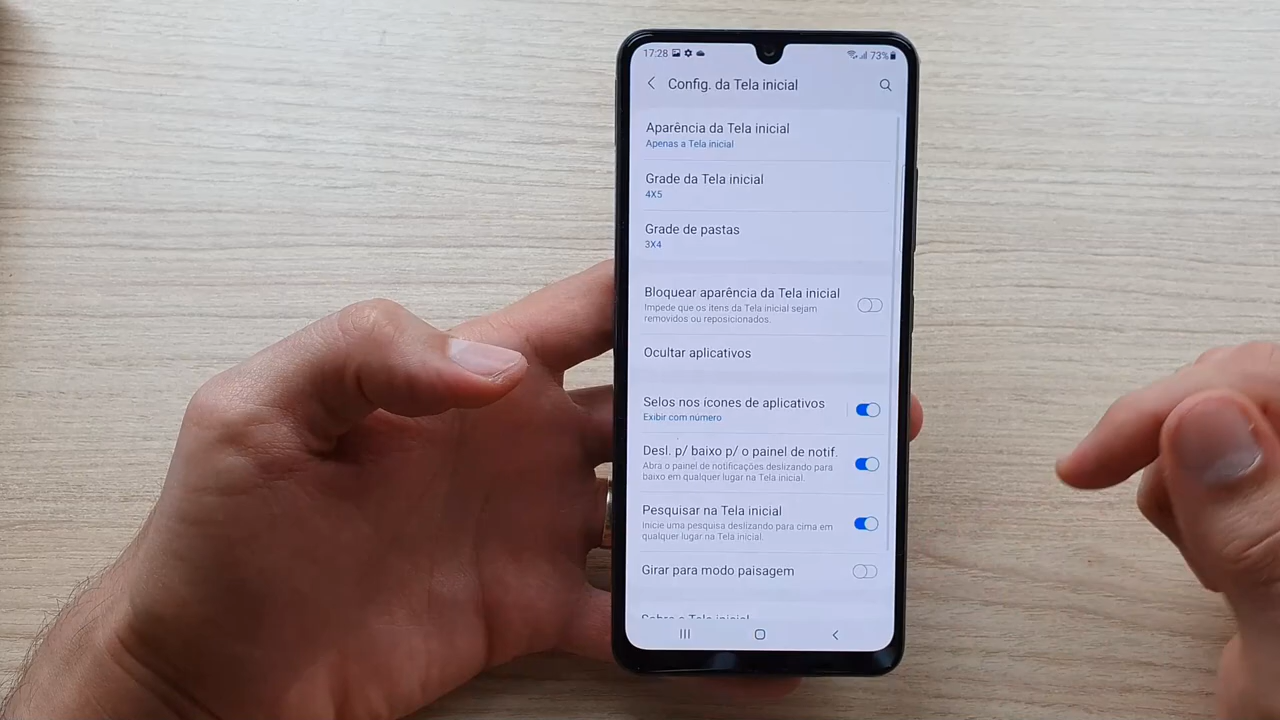 17:28
73%
Config. da Tela inicial
Aparência da Tela inicial
Apenas a Tela inicial
Grade da Tela inicial
4X5
Grade de pastas
3X4
Bloquear aparência da Tela inicial
Impede que os itens da Tela inicial sejam
removidos ou reposicionados.
Ocultar aplicativos
Selos nos ícones de aplicativos
Exibir com número
Desl. p/ baixo p/ o painel de notif.
Abra o painel de notificações deslizando para
baixo em qualquer lugar na Tela inicial.
Pesquisar na Tela inicial
Inicie uma pesquisa deslizando para cima em
qualquer lugar na Tela inicial.
Girar para modo paisagem
Sobre a Tela inicial